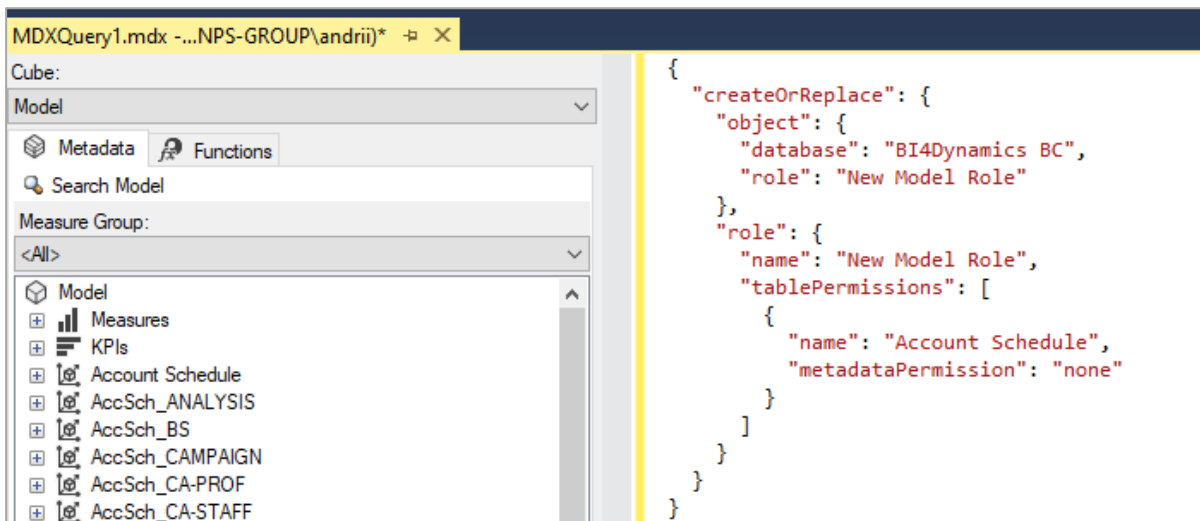 MDXQuery1.mdx -...NPS-GROUP\andrii)*
Cube:
Model
Metadata
Functions
Search Model
Measure Group:
<All>
Model
Measures
KPIs
Account Schedule
AccSch_ANALYSIS
AccSch_BS
AccSch_CAMPAIGN
AccSch_CA-PROF
AccSch_CA-STAFF
{
"createOrReplace": {
"object": {
"database": "BI4Dynamics BC",
"role": "New Model Role"
},
"role": {
"name": "New Model Role",
"tablePermissions": [
{
"name": "Account Schedule",
"metadataPermission": "none"
}
]
}
}
}